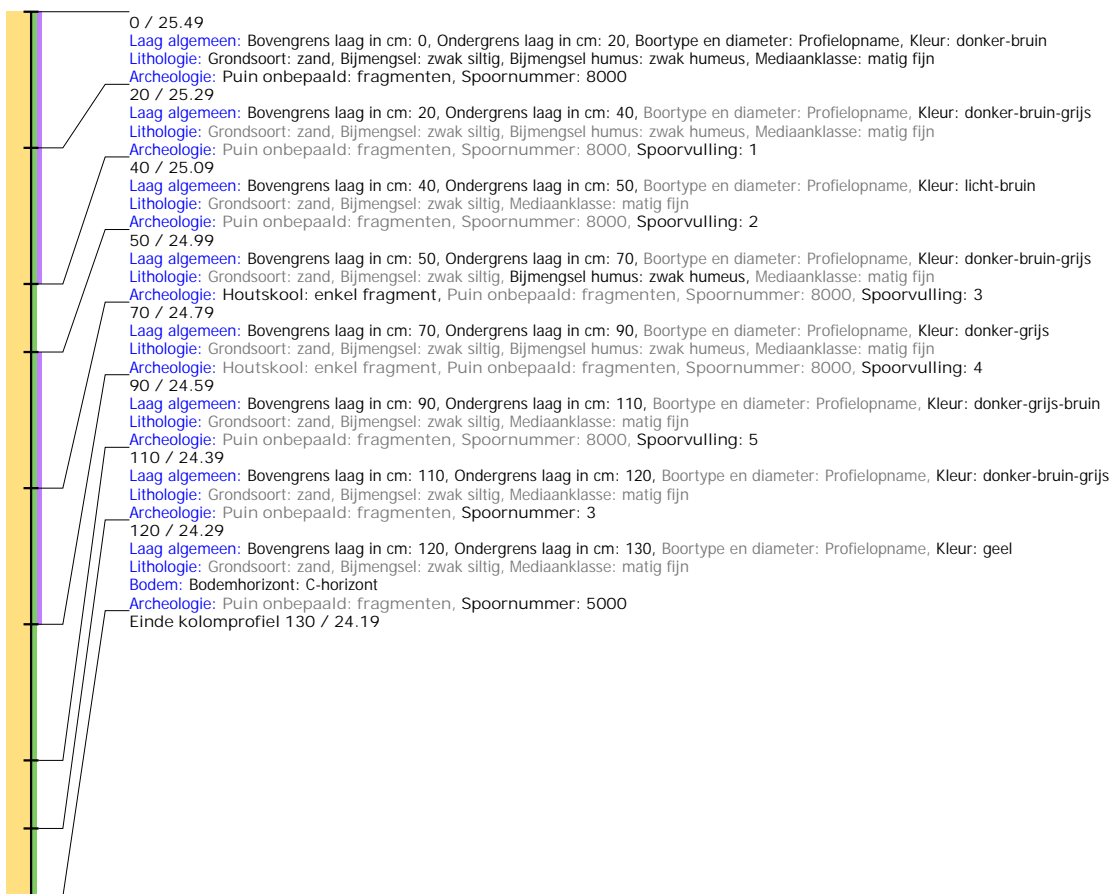 0 / 25.49
Laag algemeen: Bovengrens laag in cm: 0, Ondergrens laag in cm: 20, Boortype en diameter: Profielopname, Kleur: donker-bruin
Lithologie: Grondsoort: zand, Bijmengsel: zwak siltig, Bijmengsel humus: zwak humeus, Mediaanklasse: matig fijn
Archeologie: Puin onbepaald: fragmenten, Spoornummer: 8000
20 / 25.29
Laag algemeen: Bovengrens laag in cm: 20, Ondergrens laag in cm: 40, Boortype en diameter: Profielopname, Kleur: donker-bruin-grijs
Lithologie: Grondsoort: zand, Bijmengsel: zwak siltig, Bijmengsel humus: zwak humeus, Mediaanklasse: matig fijn
Archeologie: Puin onbepaald: fragmenten, Spoornummer: 8000, Spoorvulling: 1
40 / 25.09
Laag algemeen: Bovengrens laag in cm: 40, Ondergrens laag in cm: 50, Boortype en diameter: Profielopname, Kleur: licht-bruin
Lithologie: Grondsoort: zand, Bijmengsel: zwak siltig, Mediaanklasse: matig fijn
Archeologie: Puin onbepaald: fragmenten, Spoornummer: 8000, Spoorvulling: 2
50 / 24.99
Laag algemeen: Bovengrens laag in cm: 50, Ondergrens laag in cm: 70, Boortype en diameter: Profielopname, Kleur: donker-bruin-grijs
Lithologie: Grondsoort: zand, Bijmengsel: zwak siltig, Bijmengsel humus: zwak humeus, Mediaanklasse: matig fijn
Archeologie: Houtskool: enkel fragment, Puin onbepaald: fragmenten, Spoornummer: 8000, Spoorvulling: 3
70 / 24.79
Laag algemeen: Bovengrens laag in cm: 70, Ondergrens laag in cm: 90, Boortype en diameter: Profielopname, Kleur: donker-grijs
Lithologie: Grondsoort: zand, Bijmengsel: zwak siltig, Bijmengsel humus: zwak humeus, Mediaanklasse: matig fijn
Archeologie: Houtskool: enkel fragment, Puin onbepaald: fragmenten, Spoornummer: 8000, Spoorvulling: 4
90 / 24.59
Laag algemeen: Bovengrens laag in cm: 90, Ondergrens laag in cm: 110, Boortype en diameter: Profielopname, Kleur: donker-grijs-bruin
Lithologie: Grondsoort: zand, Bijmengsel: zwak siltig, Mediaanklasse: matig fijn
Archeologie: Puin onbepaald: fragmenten, Spoornummer: 8000, Spoorvulling: 5
110 / 24.39
Laag algemeen: Bovengrens laag in cm: 110, Ondergrens laag in cm: 120, Boortype en diameter: Profielopname, Kleur: donker-bruin-grijs
Lithologie: Grondsoort: zand, Bijmengsel: zwak siltig, Mediaanklasse: matig fijn
Archeologie: Puin onbepaald: fragmenten, Spoornummer: 3
120 / 24.29
Laag algemeen: Bovengrens laag in cm: 120, Ondergrens laag in cm: 130, Boortype en diameter: Profielopname, Kleur: geel
Lithologie: Grondsoort: zand, Bijmengsel: zwak siltig, Mediaanklasse: matig fijn
Bodem: Bodemhorizont: C-horizont
Archeologie: Puin onbepaald: fragmenten, Spoornummer: 5000
Einde kolomprofiel 130 / 24.19